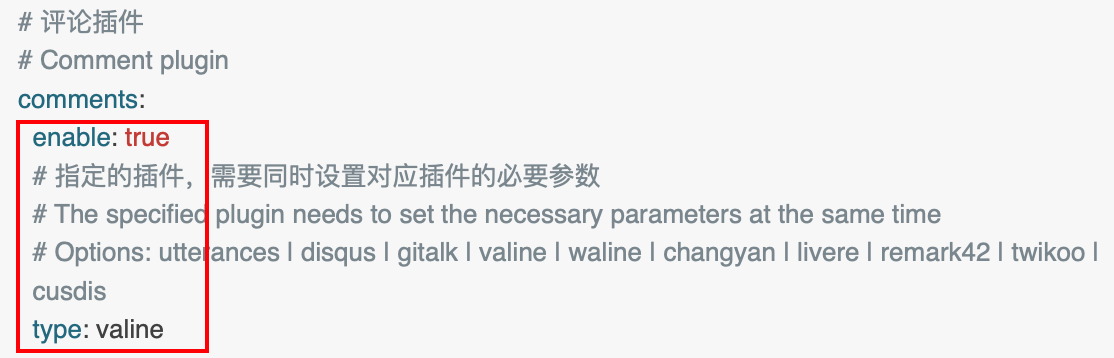 # 评论插件
# Comment plugin
comments:
enable: true
# 指定的插件，需要同时设置对应插件的必要参数
# The specified plugin needs to set the necessary parameters at the same time
# Options: utterances | disqus | gitalk | valine | waline | changyan | livere | remark42 | twikoo |
cusdis
type: valine